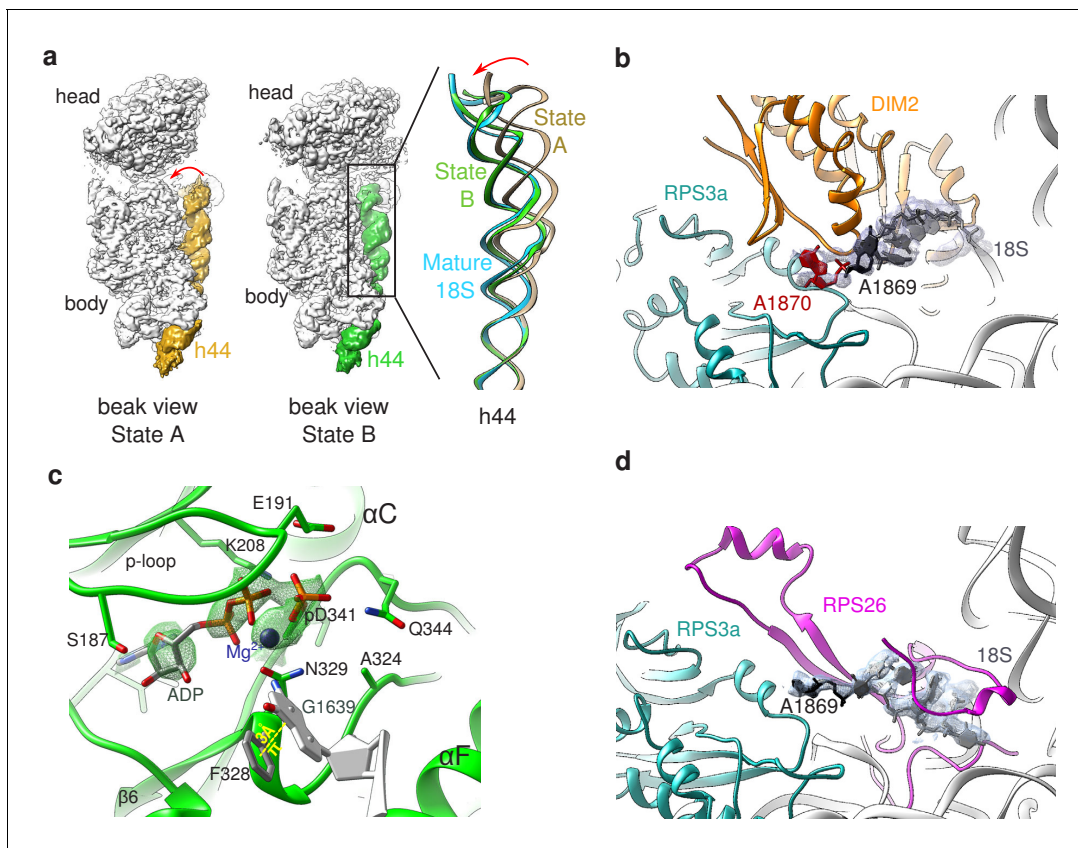 a
head
body
h44
beak view
State A
head
body
h44
beak view
State B
State
A
State
B
Mature
18S
h44
b
DIM2
RPS3a
18S
A1869
A1870
c
E191
αC
K208
p-loop
pD341
S187
Q344
Mg²⁺
N329
A324
ADP
G1639
3A
π
F328
αF
β6
d
RPS26
RPS3a
18S
A1869